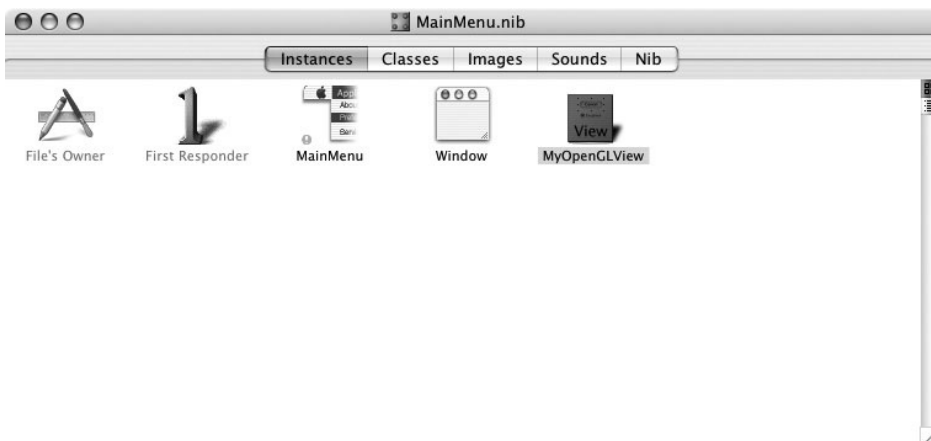 MainMenu.nib
Instances Classes Images Sounds Nib
View
File's Owner First Responder MainMenu Window MyOpenGLView